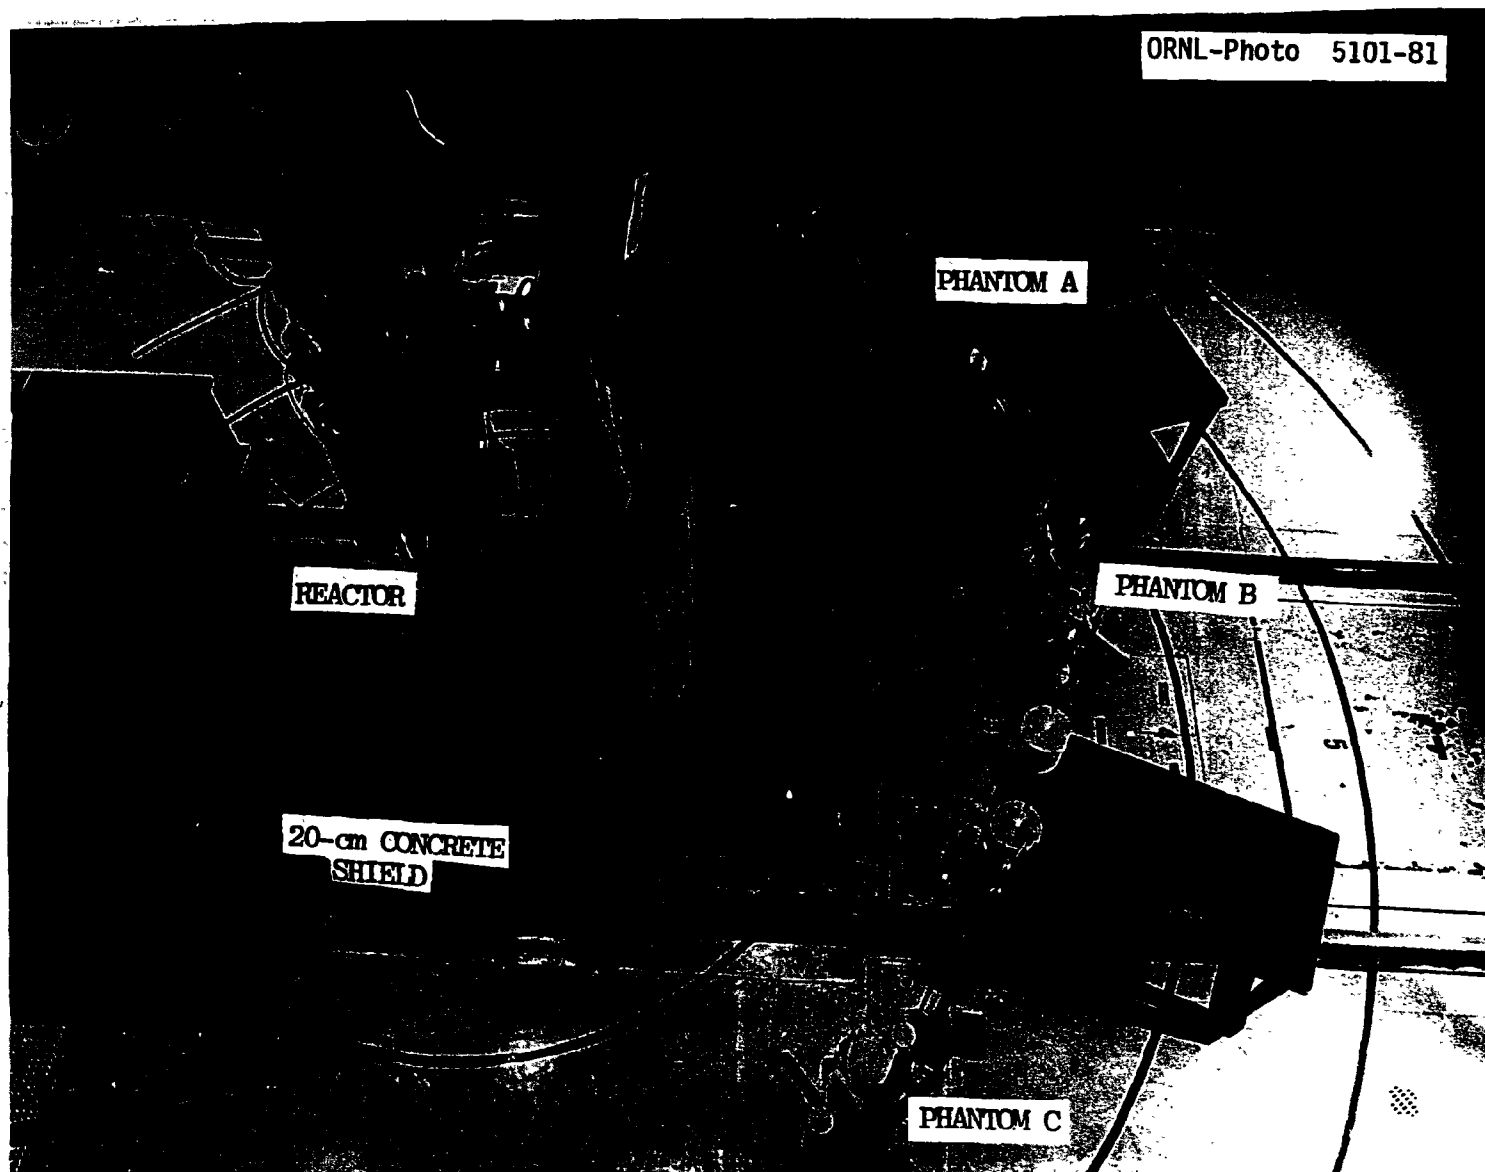 ORNL-Photo 5101-81
PHANTOM A
REACTOR
PHANTOM B
5
20-cm CONCRETE
SHIELD
PHANTOM C